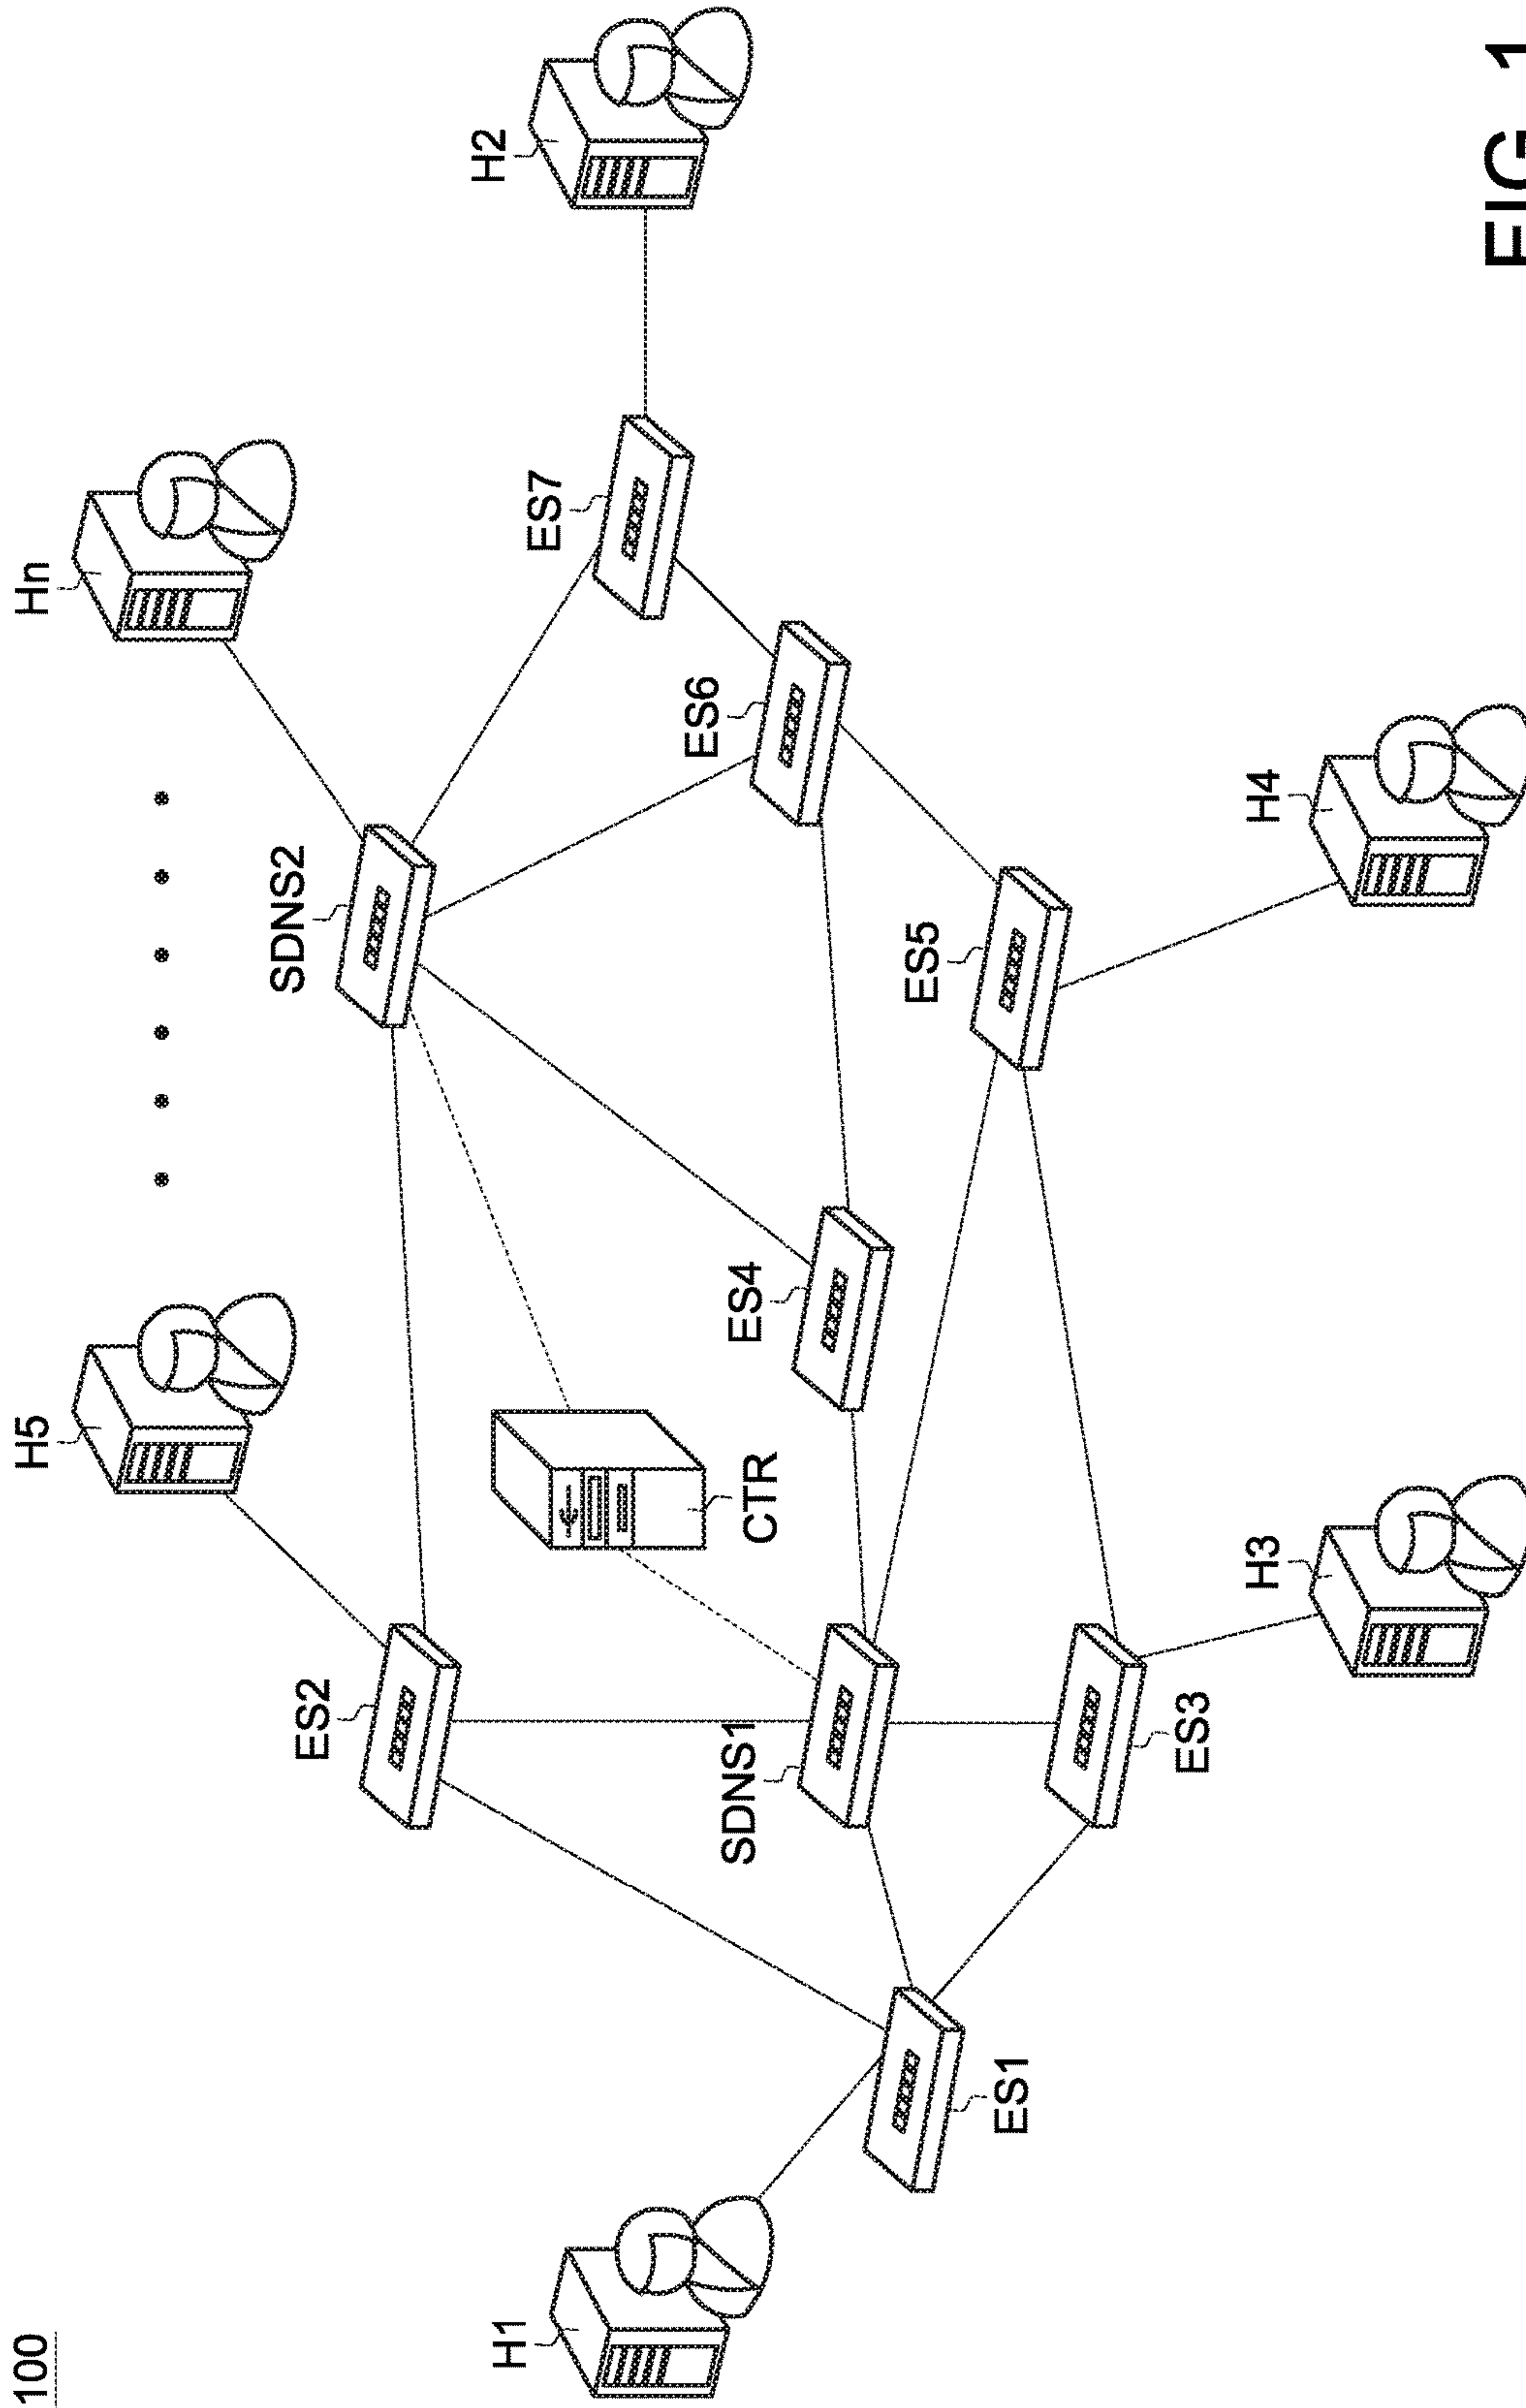 100
H5
Hn
H2
ES2
SDNS2
ES7
H1
CTR
ES4
ES6
SDNS1
ES5
ES1
ES3
H3
H4
FIG. 1